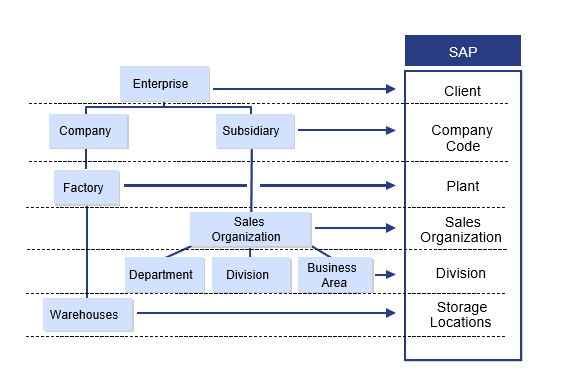 SAP
Enterprise
Client
Company
Subsidiary
Company
Code
Factory
Plant
Sales
Organization
Sales
Organization
Department
Division
Business
Area
Division
Warehouses
Storage
Locations